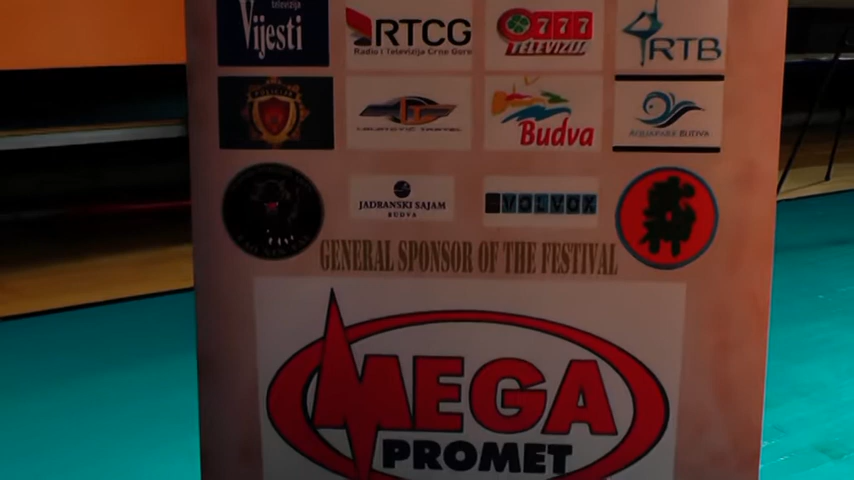 televizija
Vijesti
RTCG
Radio i Televizija Crne Gore
777
TELEVIZIJA
RTB
Budva
AQUAPARK BUDVA
JADRANSKI SAJAM
BUDVA
VOLVOX
GENERAL SPONSOR OF THE FESTIVAL
MEGA
PROMET